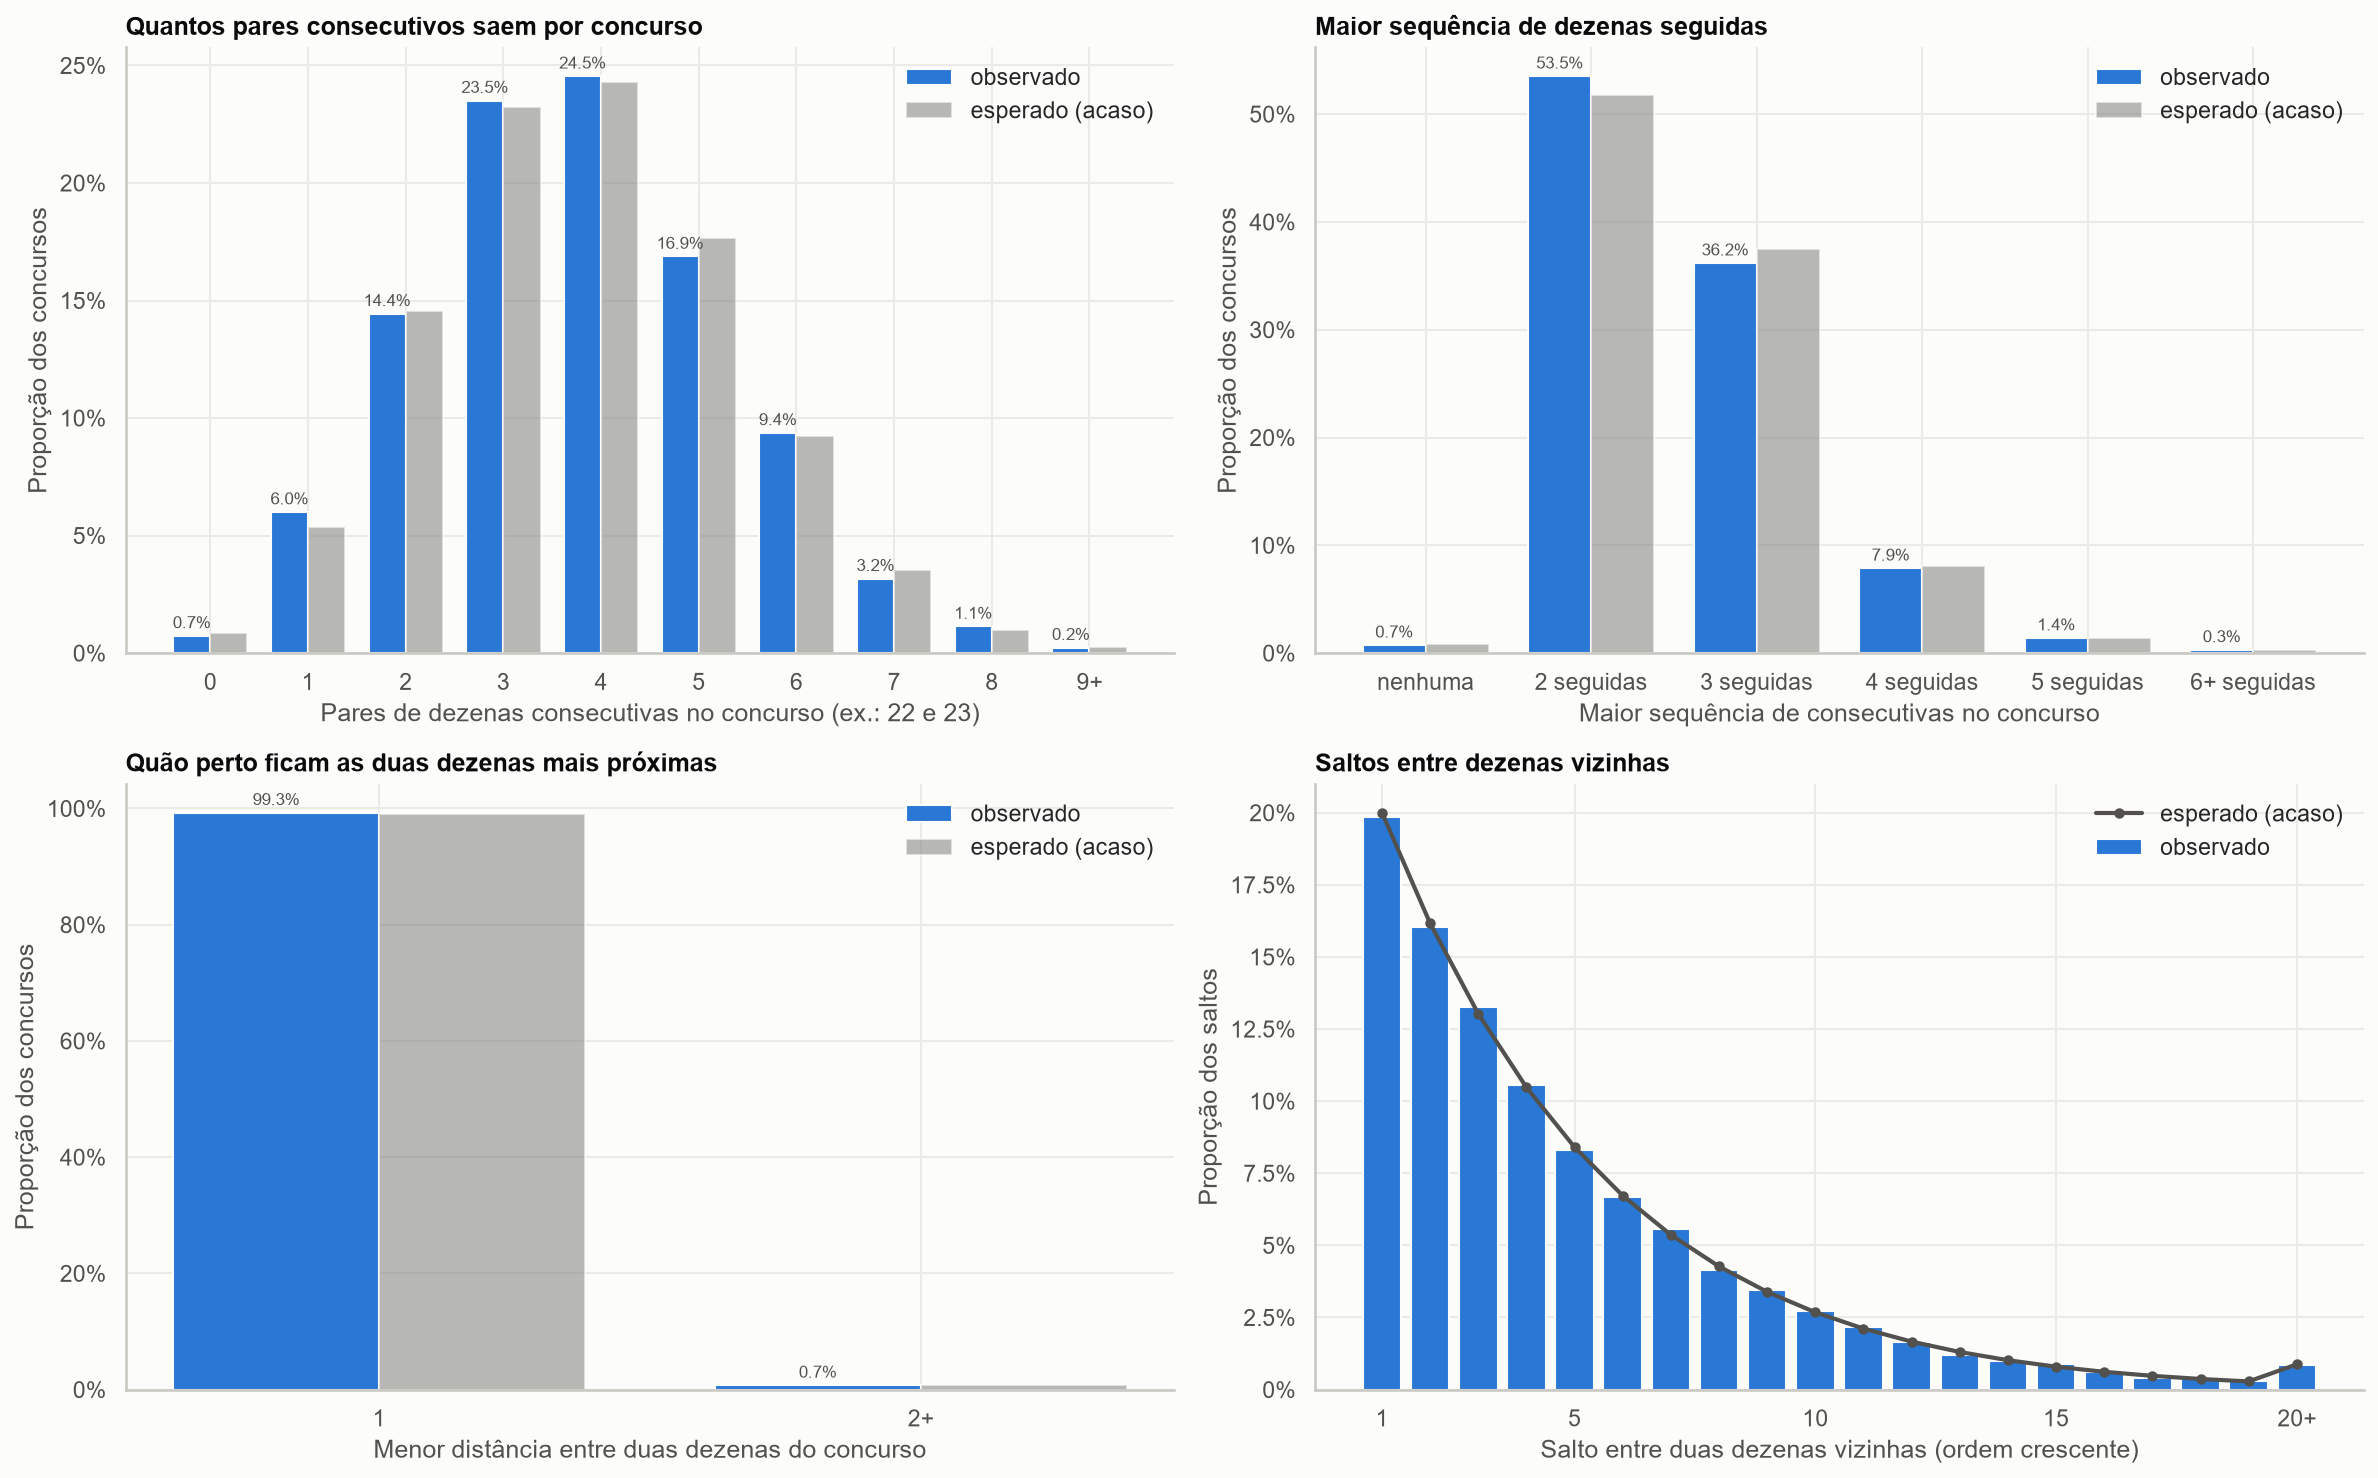 Quantos pares consecutivos saem por concurso
25%
20%
15%
10%
5%
0%
Proporção dos concursos
0.7%
6.0%
14.4%
23.5%
24.5%
16.9%
9.4%
3.2%
1.1%
0.2%
observado
esperado (acaso)
0 1 2 3 4 5 6 7 8 9+
Pares de dezenas consecutivas no concurso (ex.: 22 e 23)
Maior sequência de dezenas seguidas
50%
40%
30%
20%
10%
0%
Proporção dos concursos
0.7%
53.5%
36.2%
7.9%
1.4%
0.3%
observado
esperado (acaso)
nenhuma 2 seguidas 3 seguidas 4 seguidas 5 seguidas 6+ seguidas
Maior sequência de consecutivas no concurso
Quão perto ficam as duas dezenas mais próximas
100%
80%
60%
40%
20%
0%
Proporção dos concursos
99.3%
0.7%
observado
esperado (acaso)
1 2+
Menor distância entre duas dezenas do concurso
Saltos entre dezenas vizinhas
20%
17.5%
15%
12.5%
10%
7.5%
5%
2.5%
0%
Proporção dos saltos
esperado (acaso)
observado
1 5 10 15 20+
Salto entre duas dezenas vizinhas (ordem crescente)